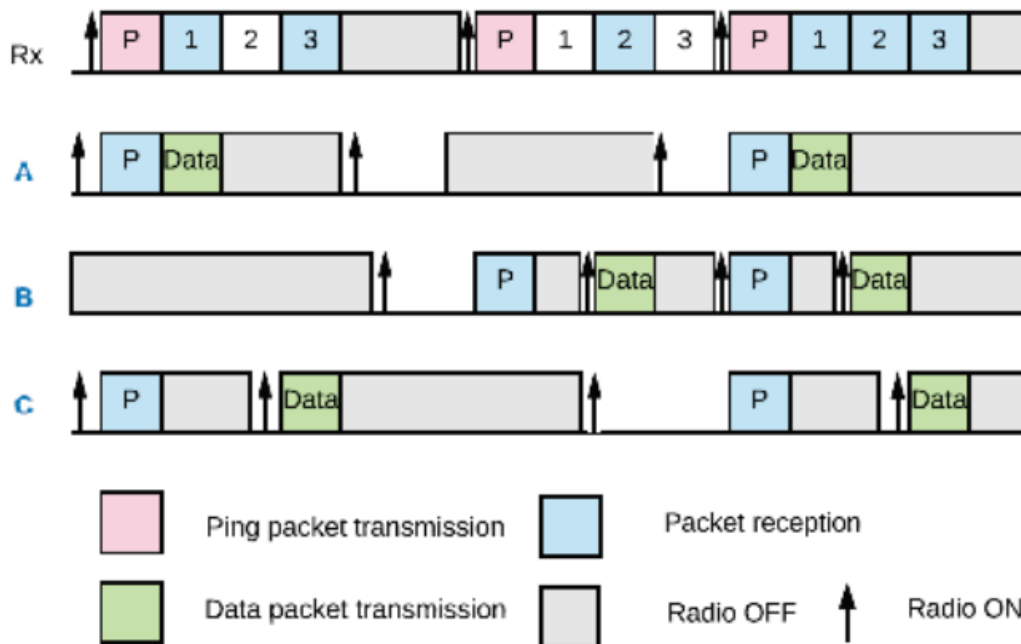 Rx P 1 2 3 P 1 2 3 P 1 2 3
A P Data P Data
B P Data P Data
C P Data P Data
Ping packet transmission Packet reception
Data packet transmission Radio OFF Radio ON